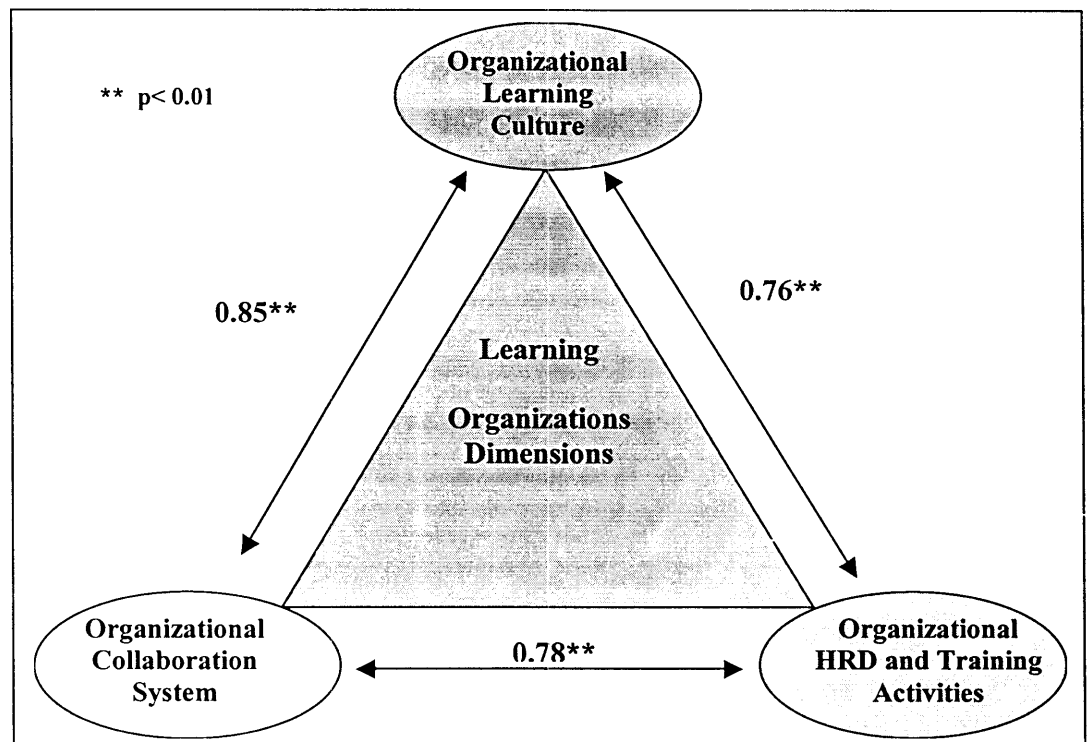 Organizational
Learning
Culture
** p< 0.01
0.85**
0.76**
Learning
Organizations
Dimensions
Organizational
Collaboration
System
0.78**
Organizational
HRD and Training
Activities